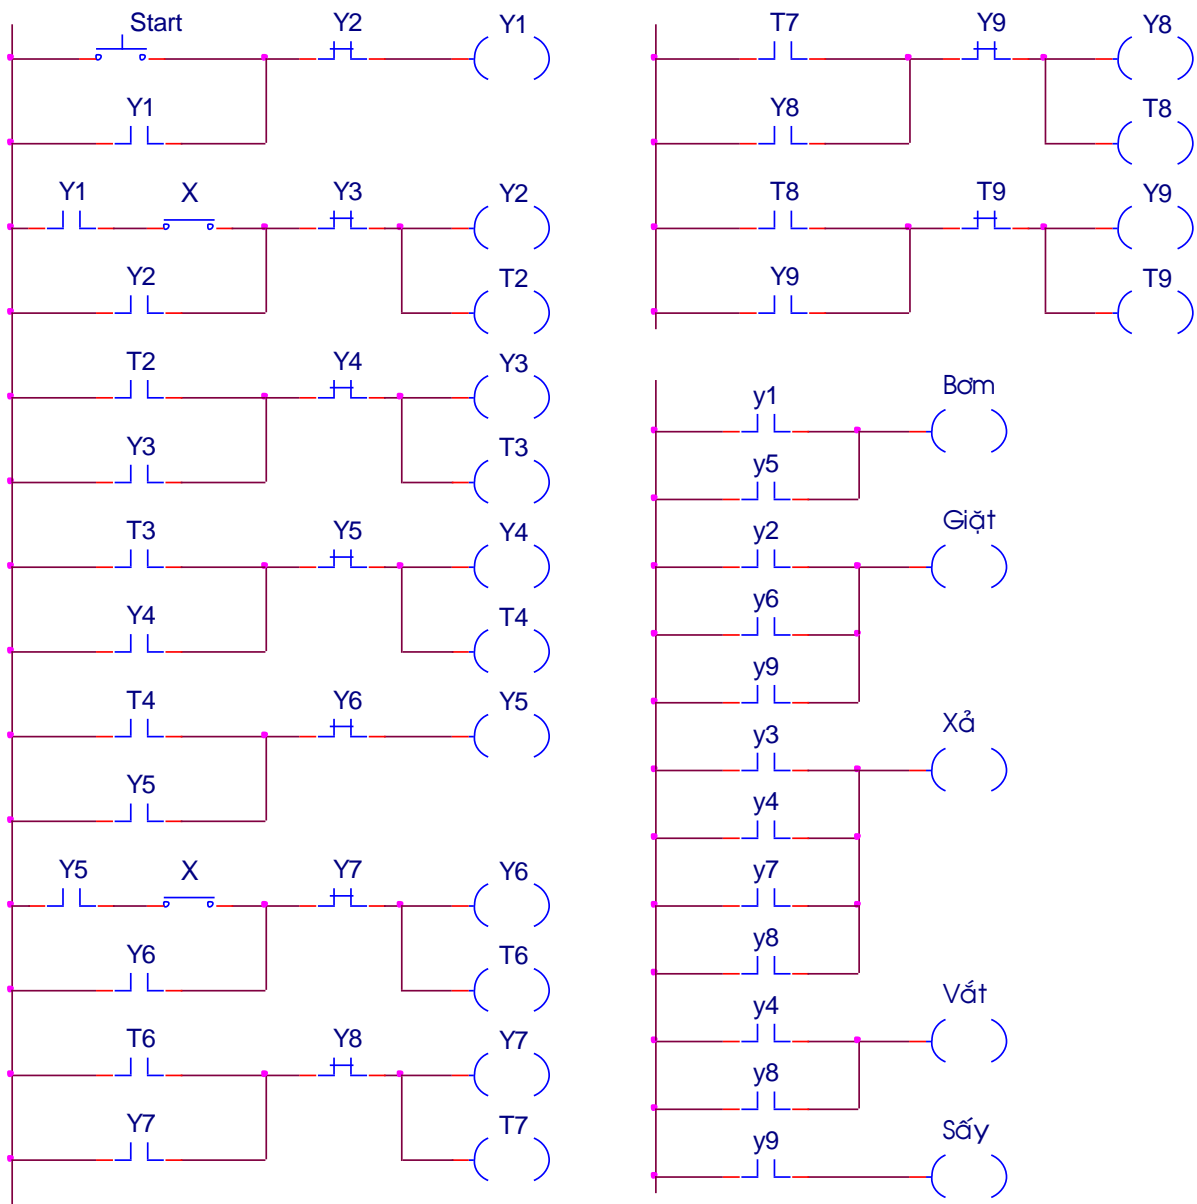 Start Y2 Y1
Y1
Y1 X Y3 Y2
Y2 T2
T2 Y4 Y3
Y3 T3
T3 Y5 Y4
Y4 T4
T4 Y6 Y5
Y5
Y5 X Y7 Y6
Y6 T6
T6 Y8 Y7
Y7 T7
T7 Y9 Y8
Y8 T8
T8 T9 Y9
Y9 T9
y1 Bơm
y5
y2 Giặt
y6
y9
y3 Xả
y4
y7
y8
y4 Vắt
y8
y9 Sấy